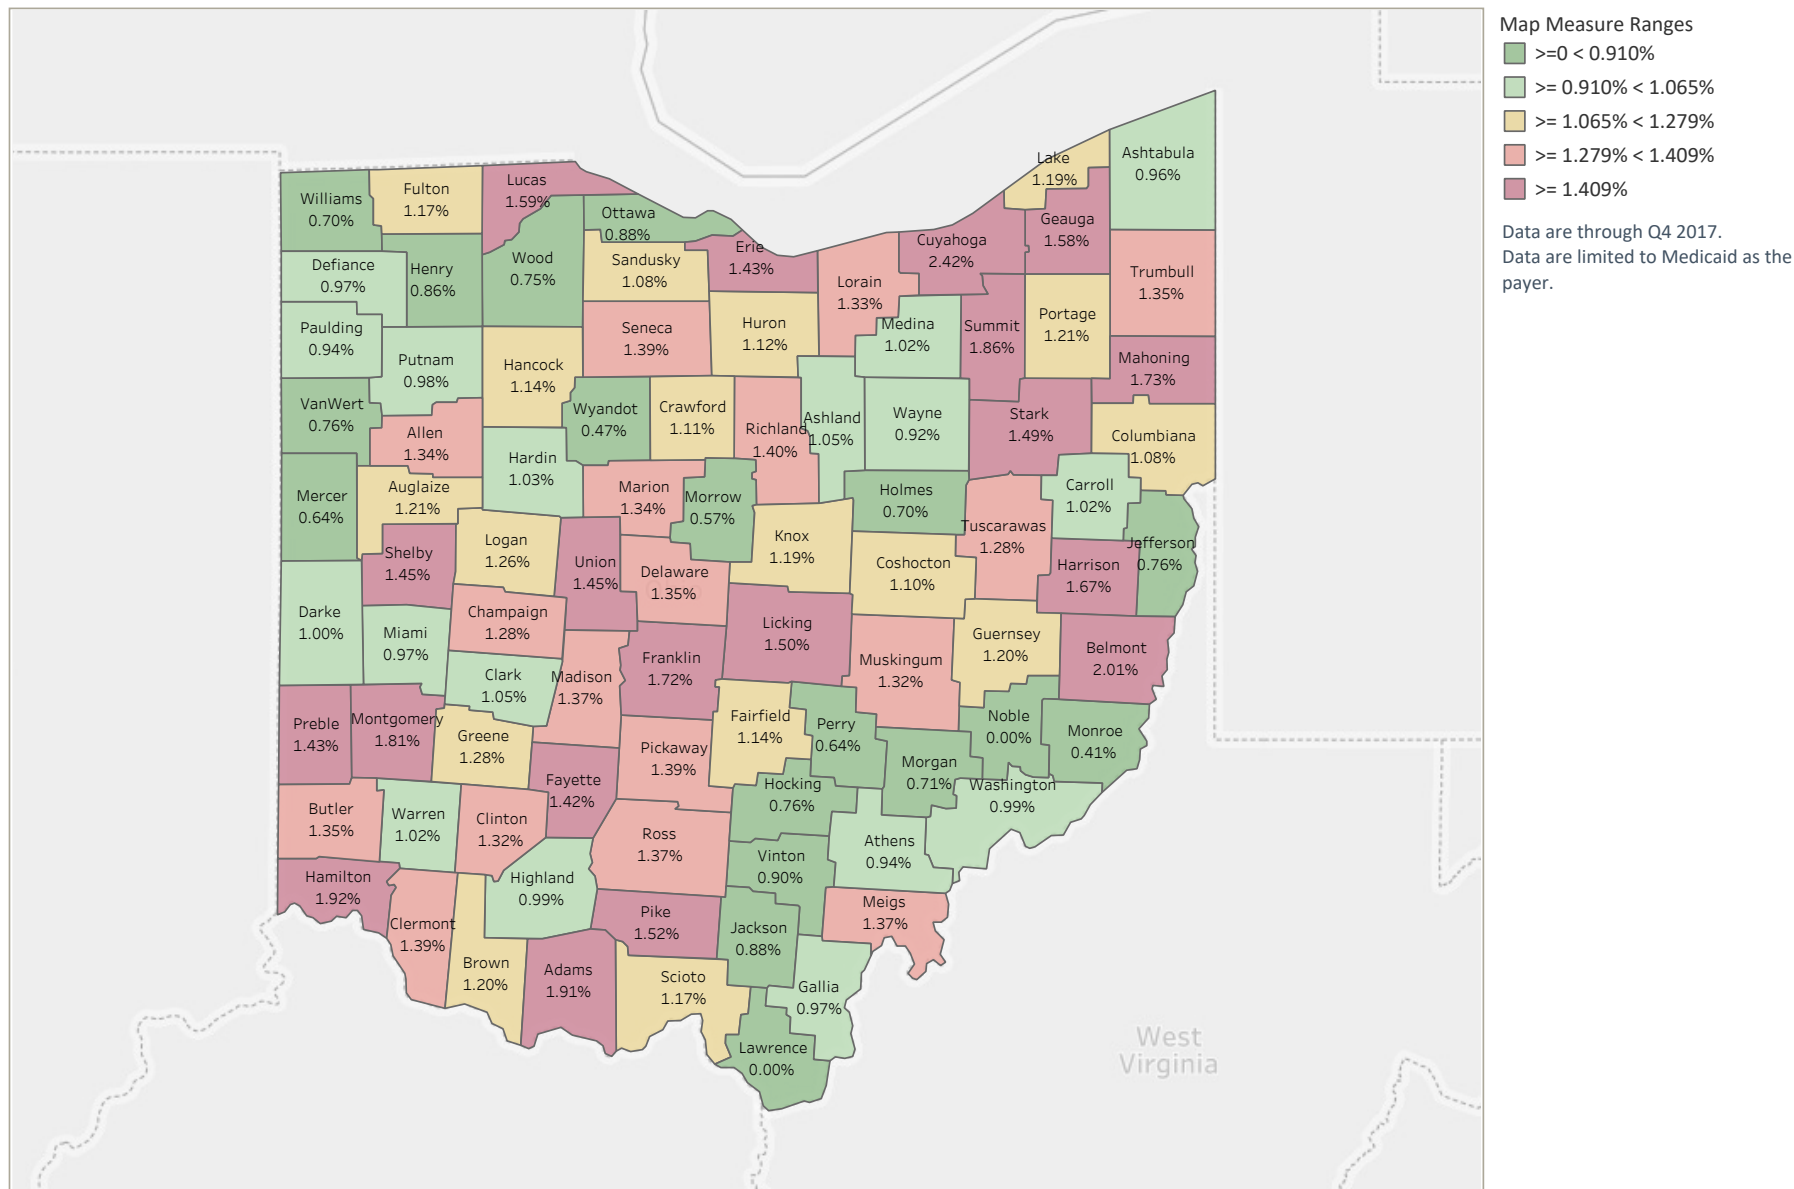 Map Measure Ranges
>=0 < 0.910%
>= 0.910% < 1.065%
>= 1.065% < 1.279%
>= 1.279% < 1.409%
>= 1.409%
Data are through Q4 2017.
Data are limited to Medicaid as the
payer.
Williams
0.70%
Fulton
1.17%
Lucas
1.59%
Ottawa
0.88%
Lake
1.19%
Ashtabula
0.96%
Geauga
1.58%
Cuyahoga
2.42%
Erie
1.43%
Wood
0.75%
Sandusky
1.08%
Henry
0.86%
Defiance
0.97%
Lorain
1.33%
Trumbull
1.35%
Paulding
0.94%
Putnam
0.98%
Hancock
1.14%
Seneca
1.39%
Huron
1.12%
Medina
1.02%
Summit
1.86%
Portage
1.21%
Mahoning
1.73%
VanWert
0.76%
Allen
1.34%
Wyandot
0.47%
Crawford
1.11%
Richland
1.40%
Ashland
1.05%
Wayne
0.92%
Stark
1.49%
Columbiana
1.08%
Mercer
0.64%
Auglaize
1.21%
Hardin
1.03%
Marion
1.34%
Morrow
0.57%
Holmes
0.70%
Carroll
1.02%
Tuscarawas
1.28%
Jefferson
0.76%
Shelby
1.45%
Logan
1.26%
Union
1.45%
Delaware
1.35%
Knox
1.19%
Coshocton
1.10%
Harrison
1.67%
Darke
1.00%
Miami
0.97%
Champaign
1.28%
Licking
1.50%
Guernsey
1.20%
Belmont
2.01%
Clark
1.05%
Madison
1.37%
Franklin
1.72%
Muskingum
1.32%
Preble
1.43%
Montgomery
1.81%
Greene
1.28%
Fairfield
1.14%
Perry
0.64%
Noble
0.00%
Monroe
0.41%
Fayette
1.42%
Pickaway
1.39%
Morgan
0.71%
Hocking
0.76%
Washington
0.99%
Butler
1.35%
Warren
1.02%
Clinton
1.32%
Ross
1.37%
Athens
0.94%
Vinton
0.90%
Hamilton
1.92%
Highland
0.99%
Meigs
1.37%
Clermont
1.39%
Pike
1.52%
Jackson
0.88%
Brown
1.20%
Adams
1.91%
Scioto
1.17%
Gallia
0.97%
Lawrence
0.00%
West
Virginia